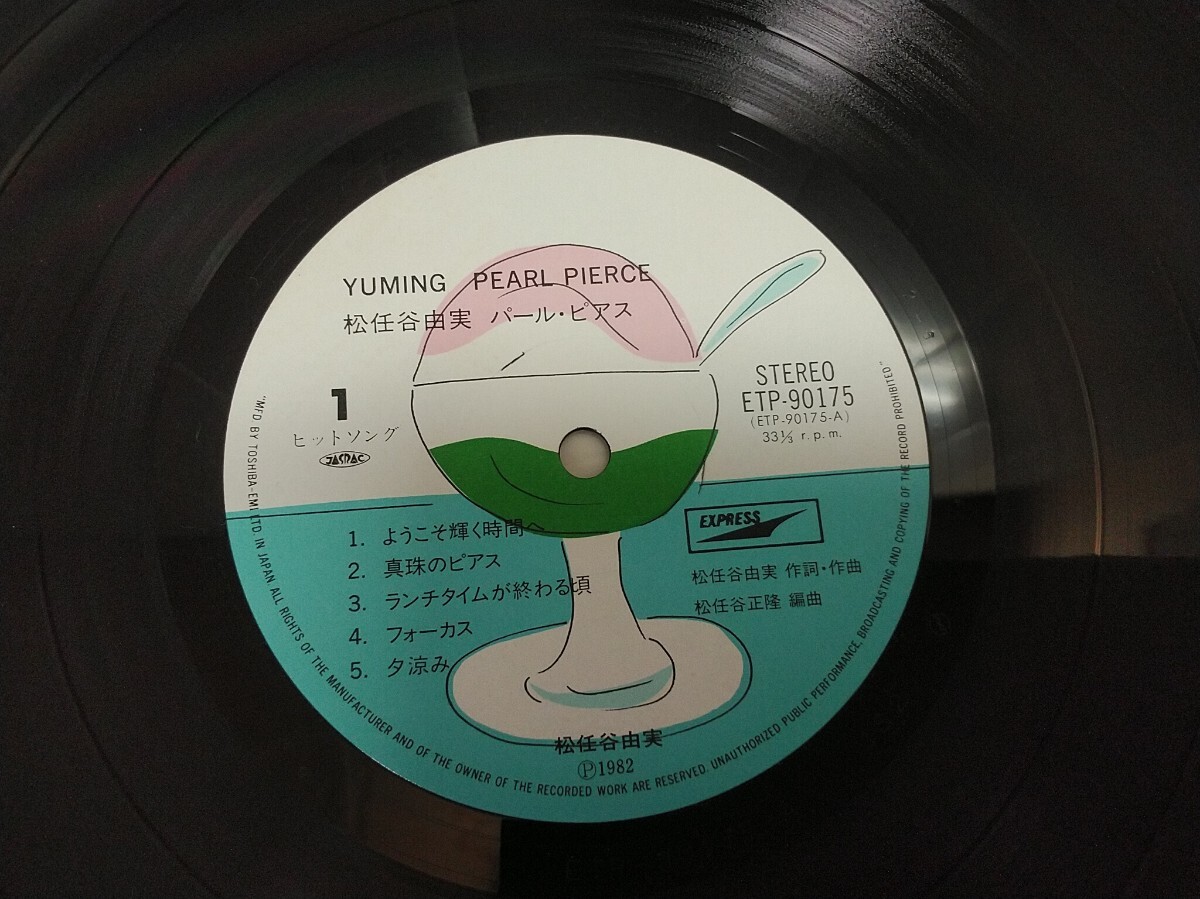 YUMING PEARL PIERCE
松任谷由実 パール・ピアス
1
ヒットソング
JASRAC
STEREO
ETP-90175
(ETP-90175-A)
33⅓ r.p.m.
EXPRESS
1. ようこそ輝く時間へ
2. 真珠のピアス
3. ランチタイムが終わる頃
4. フォーカス
5. 夕涼み
松任谷由実 作詞・作曲
松任谷正隆 編曲
松任谷由実
Ⓟ1982
"MFD BY TOSHIBA-EMI LTD. IN JAPAN ALL RIGHTS OF THE MANUFACTURER AND OF THE OWNER OF THE RECORDED WORK ARE RESERVED. UNAUTHORIZED PUBLIC PERFORMANCE, BROADCASTING AND COPYING OF THE RECORD PROHIBITED"